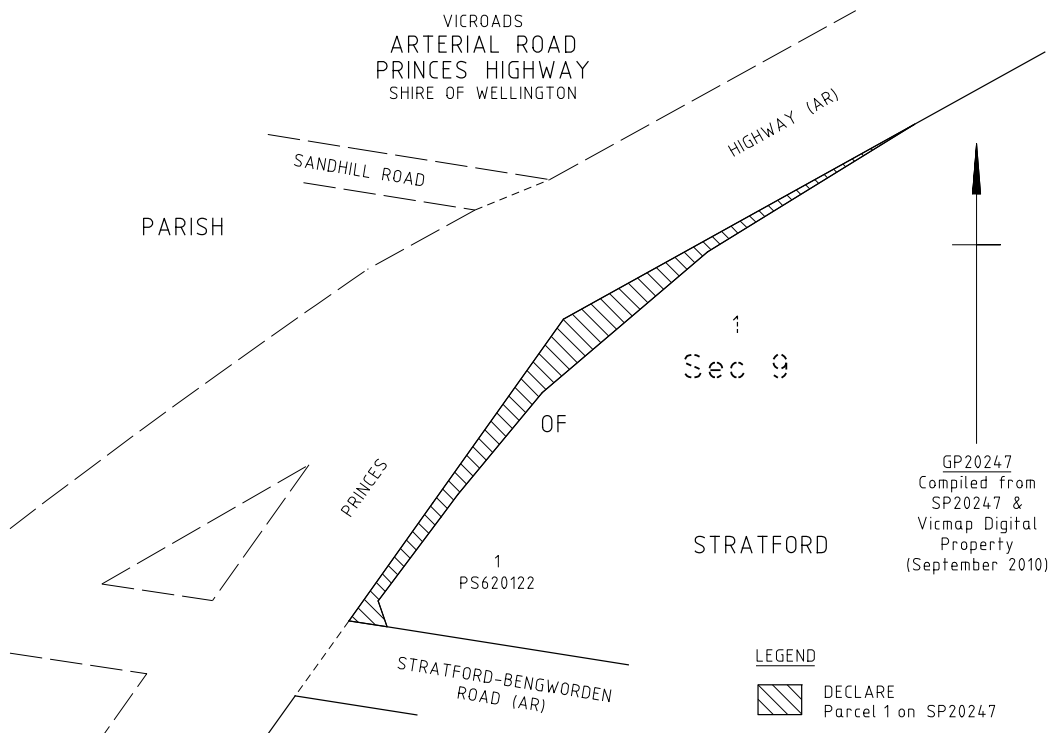 VICROADS
ARTERIAL ROAD
PRINCES HIGHWAY
SHIRE OF WELLINGTON
HIGHWAY (AR)
SANDHILL ROAD
PARISH
1
Sec 9
OF
PRINCES
GP20247
Compiled from
SP20247 &
Vicmap Digital
Property
(September 2010)
STRATFORD
1
PS620122
STRATFORD-BENGWORDEN
ROAD (AR)
LEGEND
DECLARE
Parcel 1 on SP20247